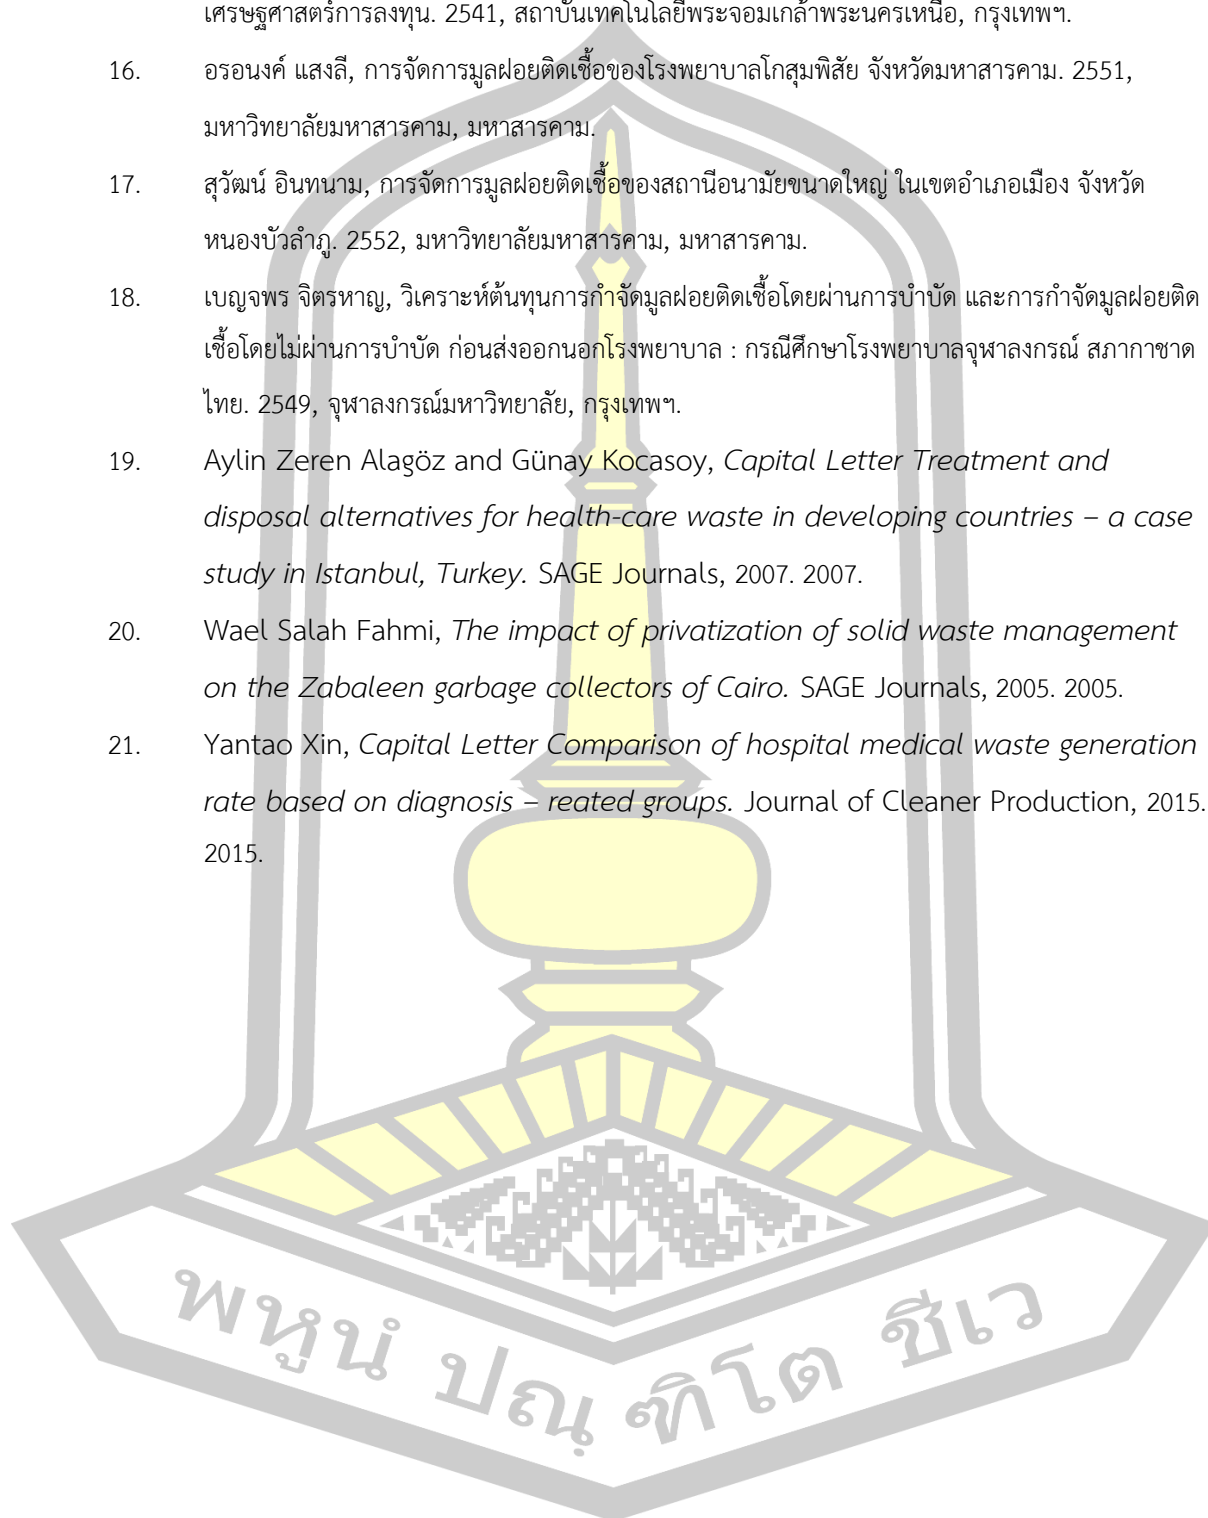 เศรษฐศาสตร์การลงทุน. 2541, สถาบันเทคโนโลยีพระจอมเกล้าพระนครเหนือ, กรุงเทพฯ.
16. อรอนงค์ แสงลี, การจัดการมูลฝอยติดเชื้อของโรงพยาบาลโกสุมพิสัย จังหวัดมหาสารคาม. 2551,
มหาวิทยาลัยมหาสารคาม, มหาสารคาม.
17. สุวัฒน์ อินทนาม, การจัดการมูลฝอยติดเชื้อของสถานีอนามัยขนาดใหญ่ ในเขตอำเภอเมือง จังหวัด
หนองบัวลำภู. 2552, มหาวิทยาลัยมหาสารคาม, มหาสารคาม.
18. เบญจพร จิตรหาญ, วิเคราะห์ต้นทุนการกำจัดมูลฝอยติดเชื้อโดยผ่านการบำบัด และการกำจัดมูลฝอยติด
เชื้อโดยไม่ผ่านการบำบัด ก่อนส่งออกนอกโรงพยาบาล : กรณีศึกษาโรงพยาบาลจุฬาลงกรณ์ สภากาชาด
ไทย. 2549, จุฬาลงกรณ์มหาวิทยาลัย, กรุงเทพฯ.
19. Aylin Zeren Alagöz and Günay Kocasoy, Capital Letter Treatment and
disposal alternatives for health-care waste in developing countries – a case
study in Istanbul, Turkey. SAGE Journals, 2007. 2007.
20. Wael Salah Fahmi, The impact of privatization of solid waste management
on the Zabaleen garbage collectors of Cairo. SAGE Journals, 2005. 2005.
21. Yantao Xin, Capital Letter Comparison of hospital medical waste generation
rate based on diagnosis – reated groups. Journal of Cleaner Production, 2015.
2015.
พหูนํ ปณฺฑิโต ชีเว